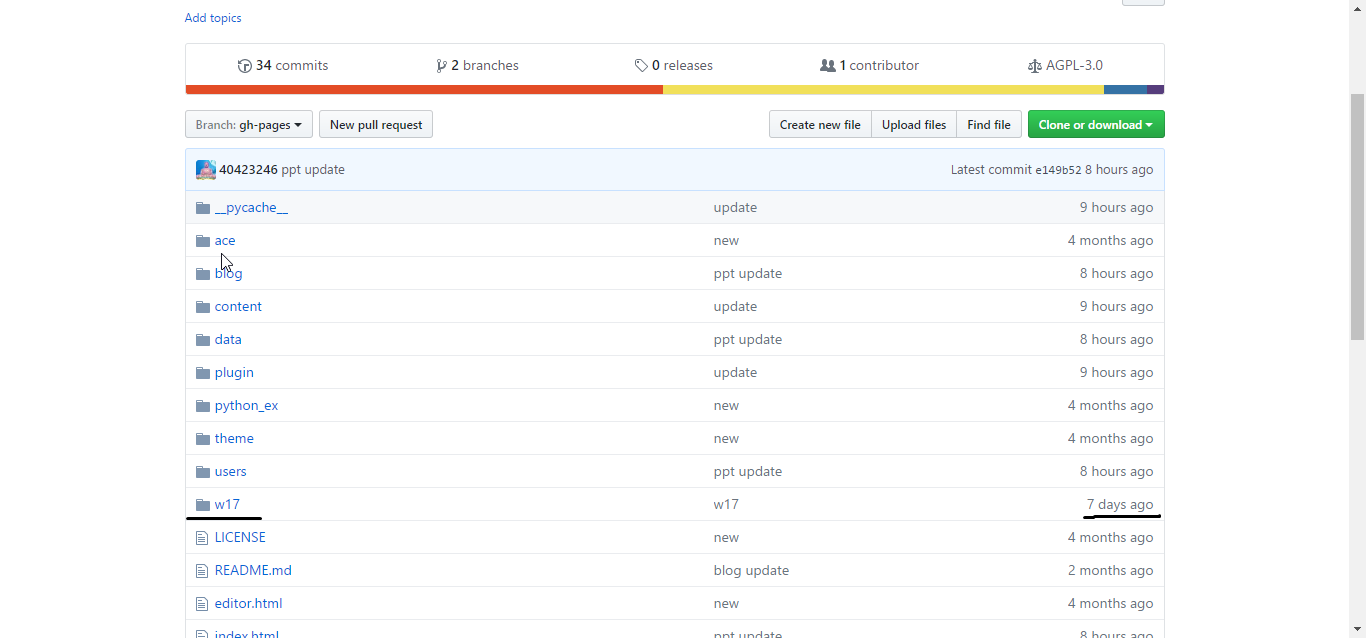 Add topics
34 commits 2 branches 0 releases 1 contributor AGPL-3.0
Branch: gh-pages New pull request Create new file Upload files Find file Clone or download
40423246 ppt update Latest commit e149b52 8 hours ago
__pycache__ update 9 hours ago
ace new 4 months ago
blog ppt update 8 hours ago
content update 9 hours ago
data ppt update 8 hours ago
plugin update 9 hours ago
python_ex new 4 months ago
theme new 4 months ago
users ppt update 8 hours ago
w17 w17 7 days ago
LICENSE new 4 months ago
README.md blog update 2 months ago
editor.html new 4 months ago
index.html ppt update 8 hours ago